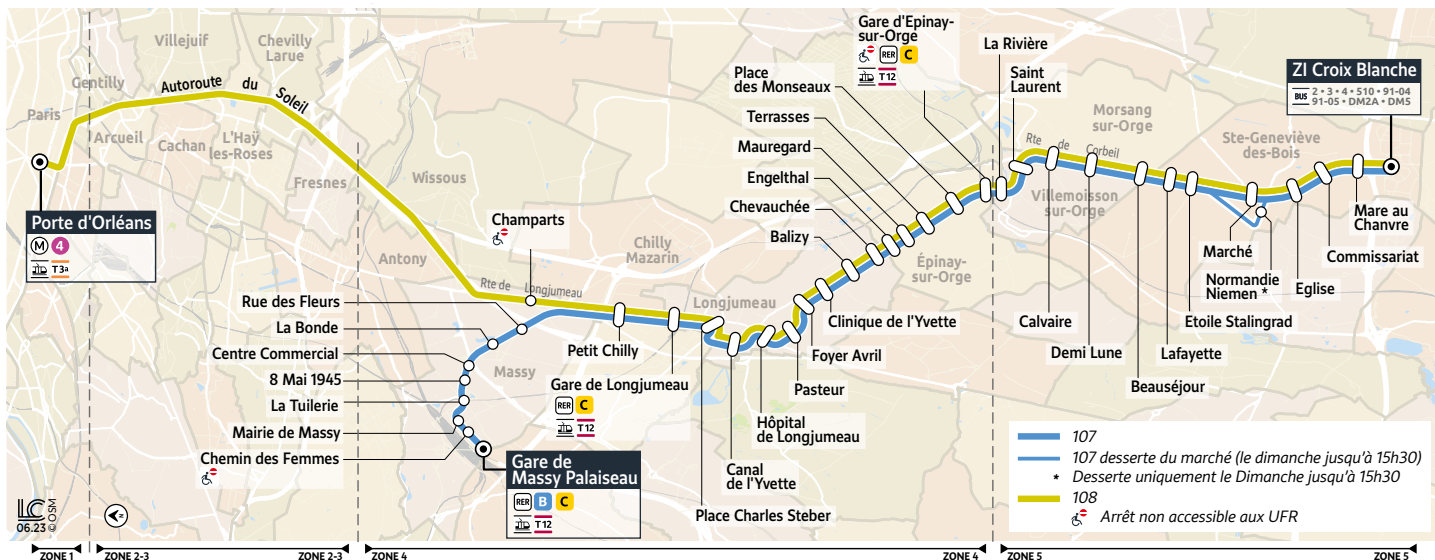 Villejuif
Chevilly
Larue
Gentilly
Autoroute du Soleil
Paris
Arcueil
Cachan
L'Haÿ
les-Roses
Fresnes
Wissous
Antony
Chilly
Mazarin
Massy
Longjumeau
Épinay-
sur-Orge
Villemoisson
sur-Orge
Morsang
sur-Orge
Ste-Geneviève
des-Bois
Rte de Longjumeau
Rte de Corbeil
Porte d'Orléans
M 4
T3a
Champarts
Rue des Fleurs
La Bonde
Centre Commercial
8 Mai 1945
La Tuilerie
Mairie de Massy
Chemin des Femmes
Gare de
Massy Palaiseau
RER B C
T12
Petit Chilly
Gare de Longjumeau
RER C
T12
Place Charles Steber
Canal
de l'Yvette
Hôpital
de Longjumeau
Pasteur
Foyer Avril
Clinique de l'Yvette
Balizy
Chevauchée
Engelthal
Mauregard
Terrasses
Place
des Monseaux
Gare d'Epinay-
sur-Orge
RER C
T12
La Rivière
Saint
Laurent
Calvaire
Demi Lune
Beauséjour
Lafayette
Etoile Stalingrad
Marché
Normandie
Niemen *
Eglise
Commissariat
Mare au
Chanvre
ZI Croix Blanche
BUS 2 • 3 • 4 • 510 • 91-04
91-05 • DM2A • DM5
107
107 desserte du marché (le dimanche jusqu'à 15h30)
* Desserte uniquement le Dimanche jusqu'à 15h30
108
Arrêt non accessible aux UFR
LC
06.23 © OSM
N
ZONE 1
ZONE 2-3
ZONE 2-3
ZONE 4
ZONE 4
ZONE 5
ZONE 5